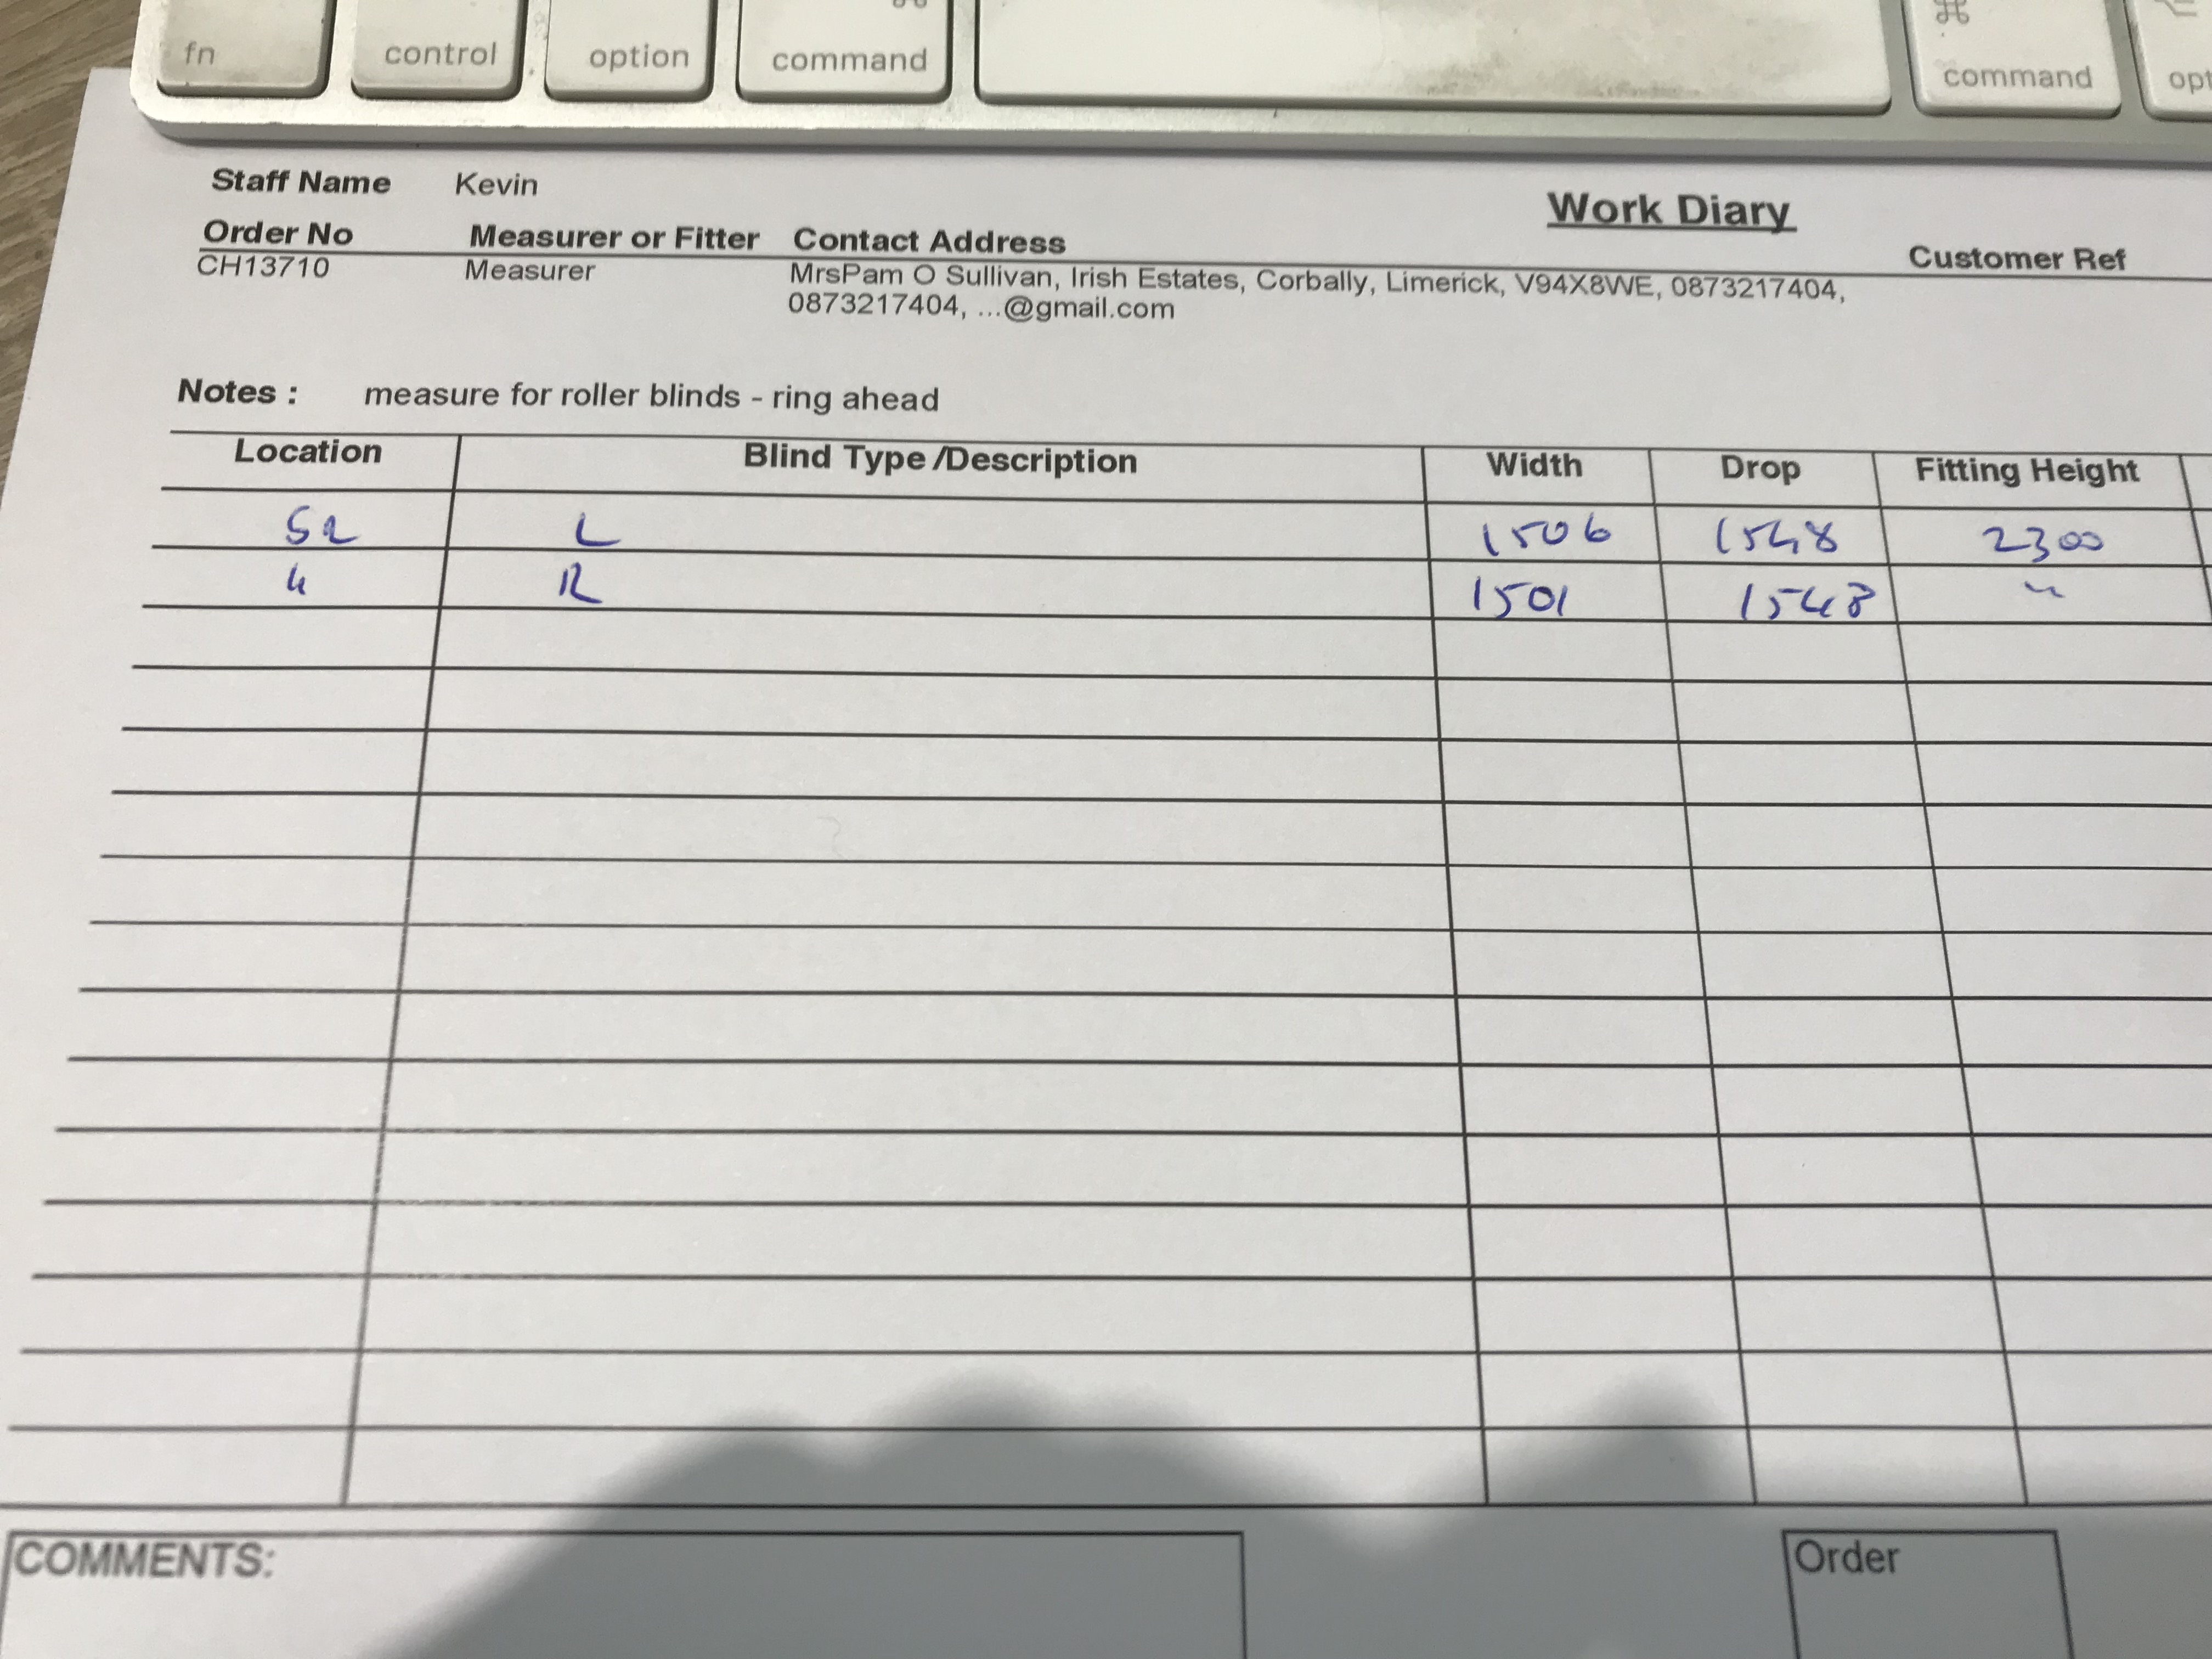 fn control option ⌘ command ⌘ command opt
Staff Name Kevin
Work Diary
Order No Measurer or Fitter Contact Address Customer Ref
CH13710 Measurer MrsPam O Sullivan, Irish Estates, Corbally, Limerick, V94X8WE, 0873217404,
0873217404, ...@gmail.com
Notes : measure for roller blinds - ring ahead
Location Blind Type /Description Width Drop Fitting Height
L 1506 1548 2300
R 1501 1548 "
COMMENTS:
Order